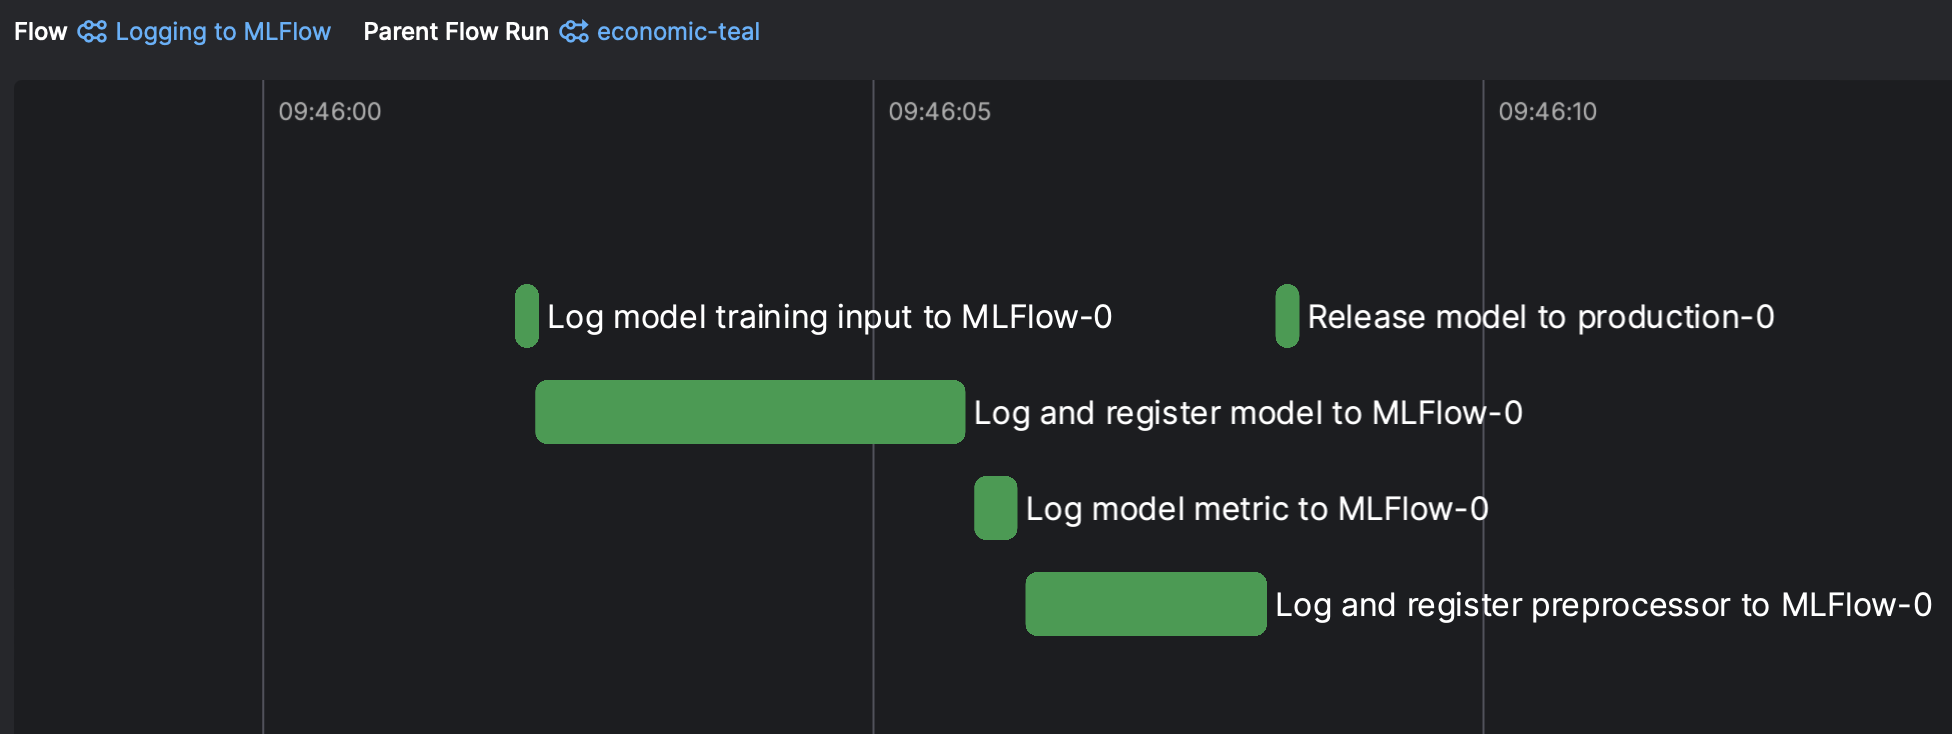 Flow Logging to MLFlow Parent Flow Run economic-teal
09:46:00 09:46:05 09:46:10
Log model training input to MLFlow-0 Release model to production-0
Log and register model to MLFlow-0
Log model metric to MLFlow-0
Log and register preprocessor to MLFlow-0